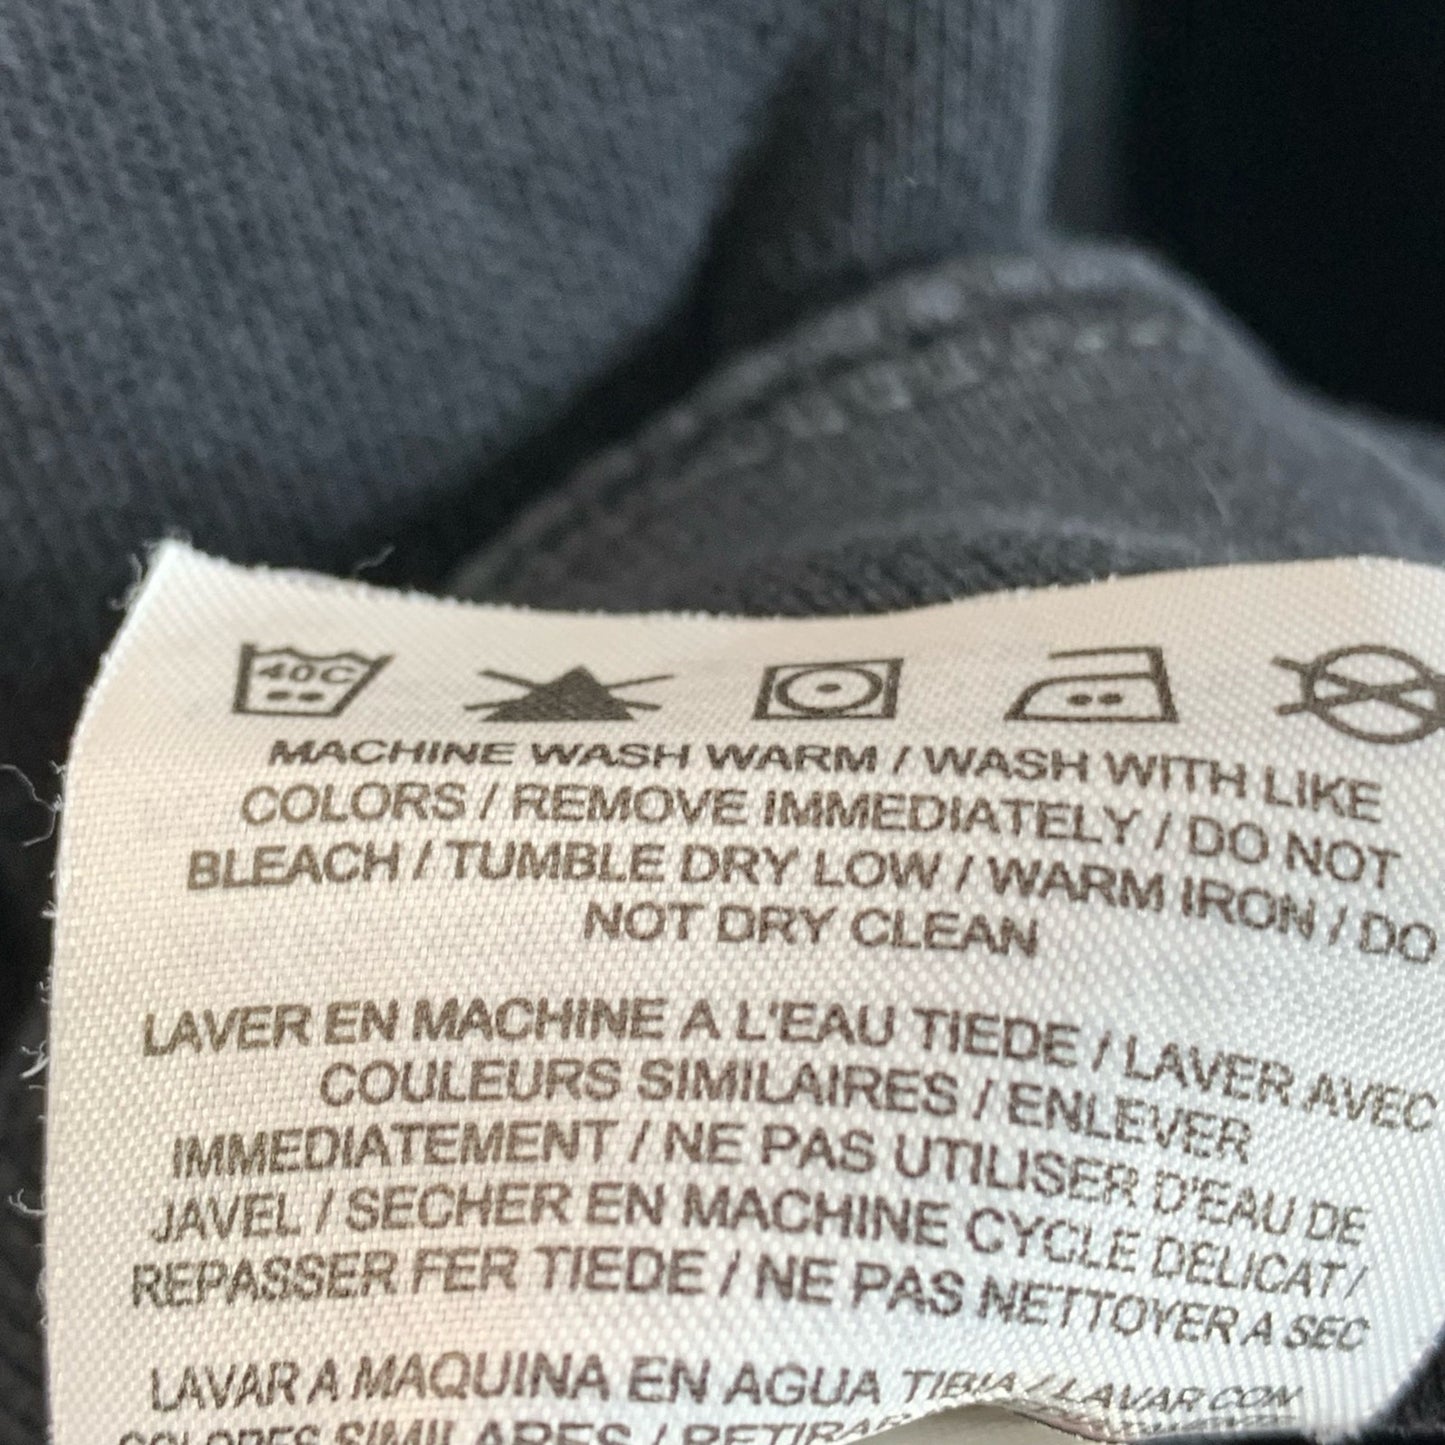 40C
MACHINE WASH WARM / WASH WITH LIKE
COLORS / REMOVE IMMEDIATELY / DO NOT
BLEACH / TUMBLE DRY LOW / WARM IRON / DO
NOT DRY CLEAN
LAVER EN MACHINE A L'EAU TIEDE / LAVER AVEC
COULEURS SIMILAIRES / ENLEVER
IMMEDIATEMENT / NE PAS UTILISER D'EAU DE
JAVEL / SECHER EN MACHINE CYCLE DELICAT /
REPASSER FER TIEDE / NE PAS NETTOYER A SEC
LAVAR A MAQUINA EN AGUA TIBIA / LAVAR CON
COLORES SIMILARES /